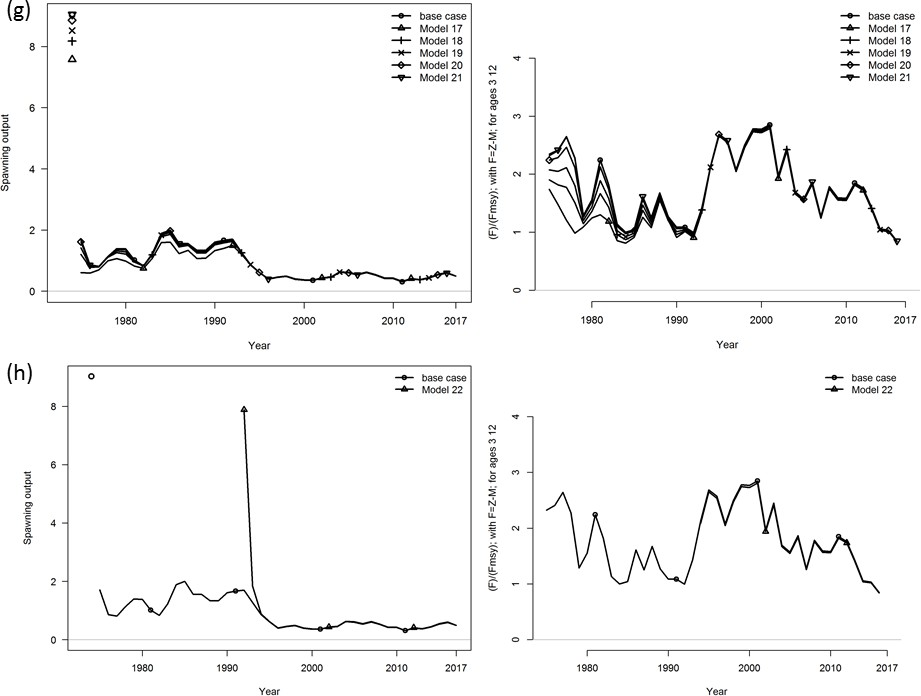 (g)
base case
Model 17
Model 18
Model 19
Model 20
Model 21
Spawning output
8
6
4
2
0
1980 1990 2000 2010 2017
Year
base case
Model 17
Model 18
Model 19
Model 20
Model 21
(F)/(Fmsy); with F=Z-M; for ages 3 12
4
3
2
1
0
1980 1990 2000 2010 2017
Year
(h)
base case
Model 22
Spawning output
8
6
4
2
0
1980 1990 2000 2010 2017
Year
base case
Model 22
(F)/(Fmsy); with F=Z-M; for ages 3 12
4
3
2
1
0
1980 1990 2000 2010 2017
Year